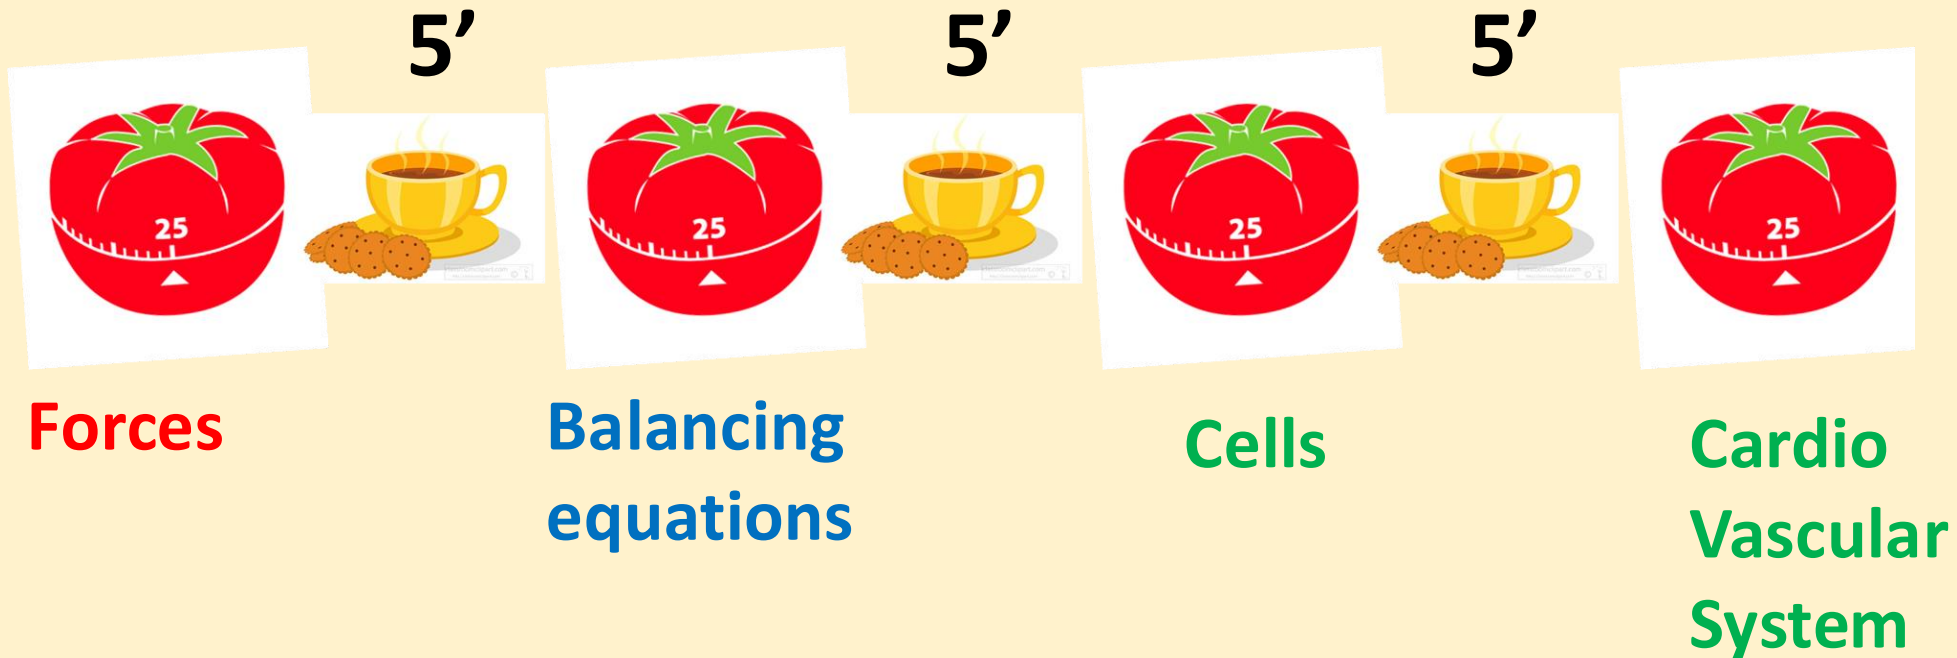 5’ 5’ 5’
25 25 25 25
Forces
Balancing
equations
Cells
Cardio
Vascular
System